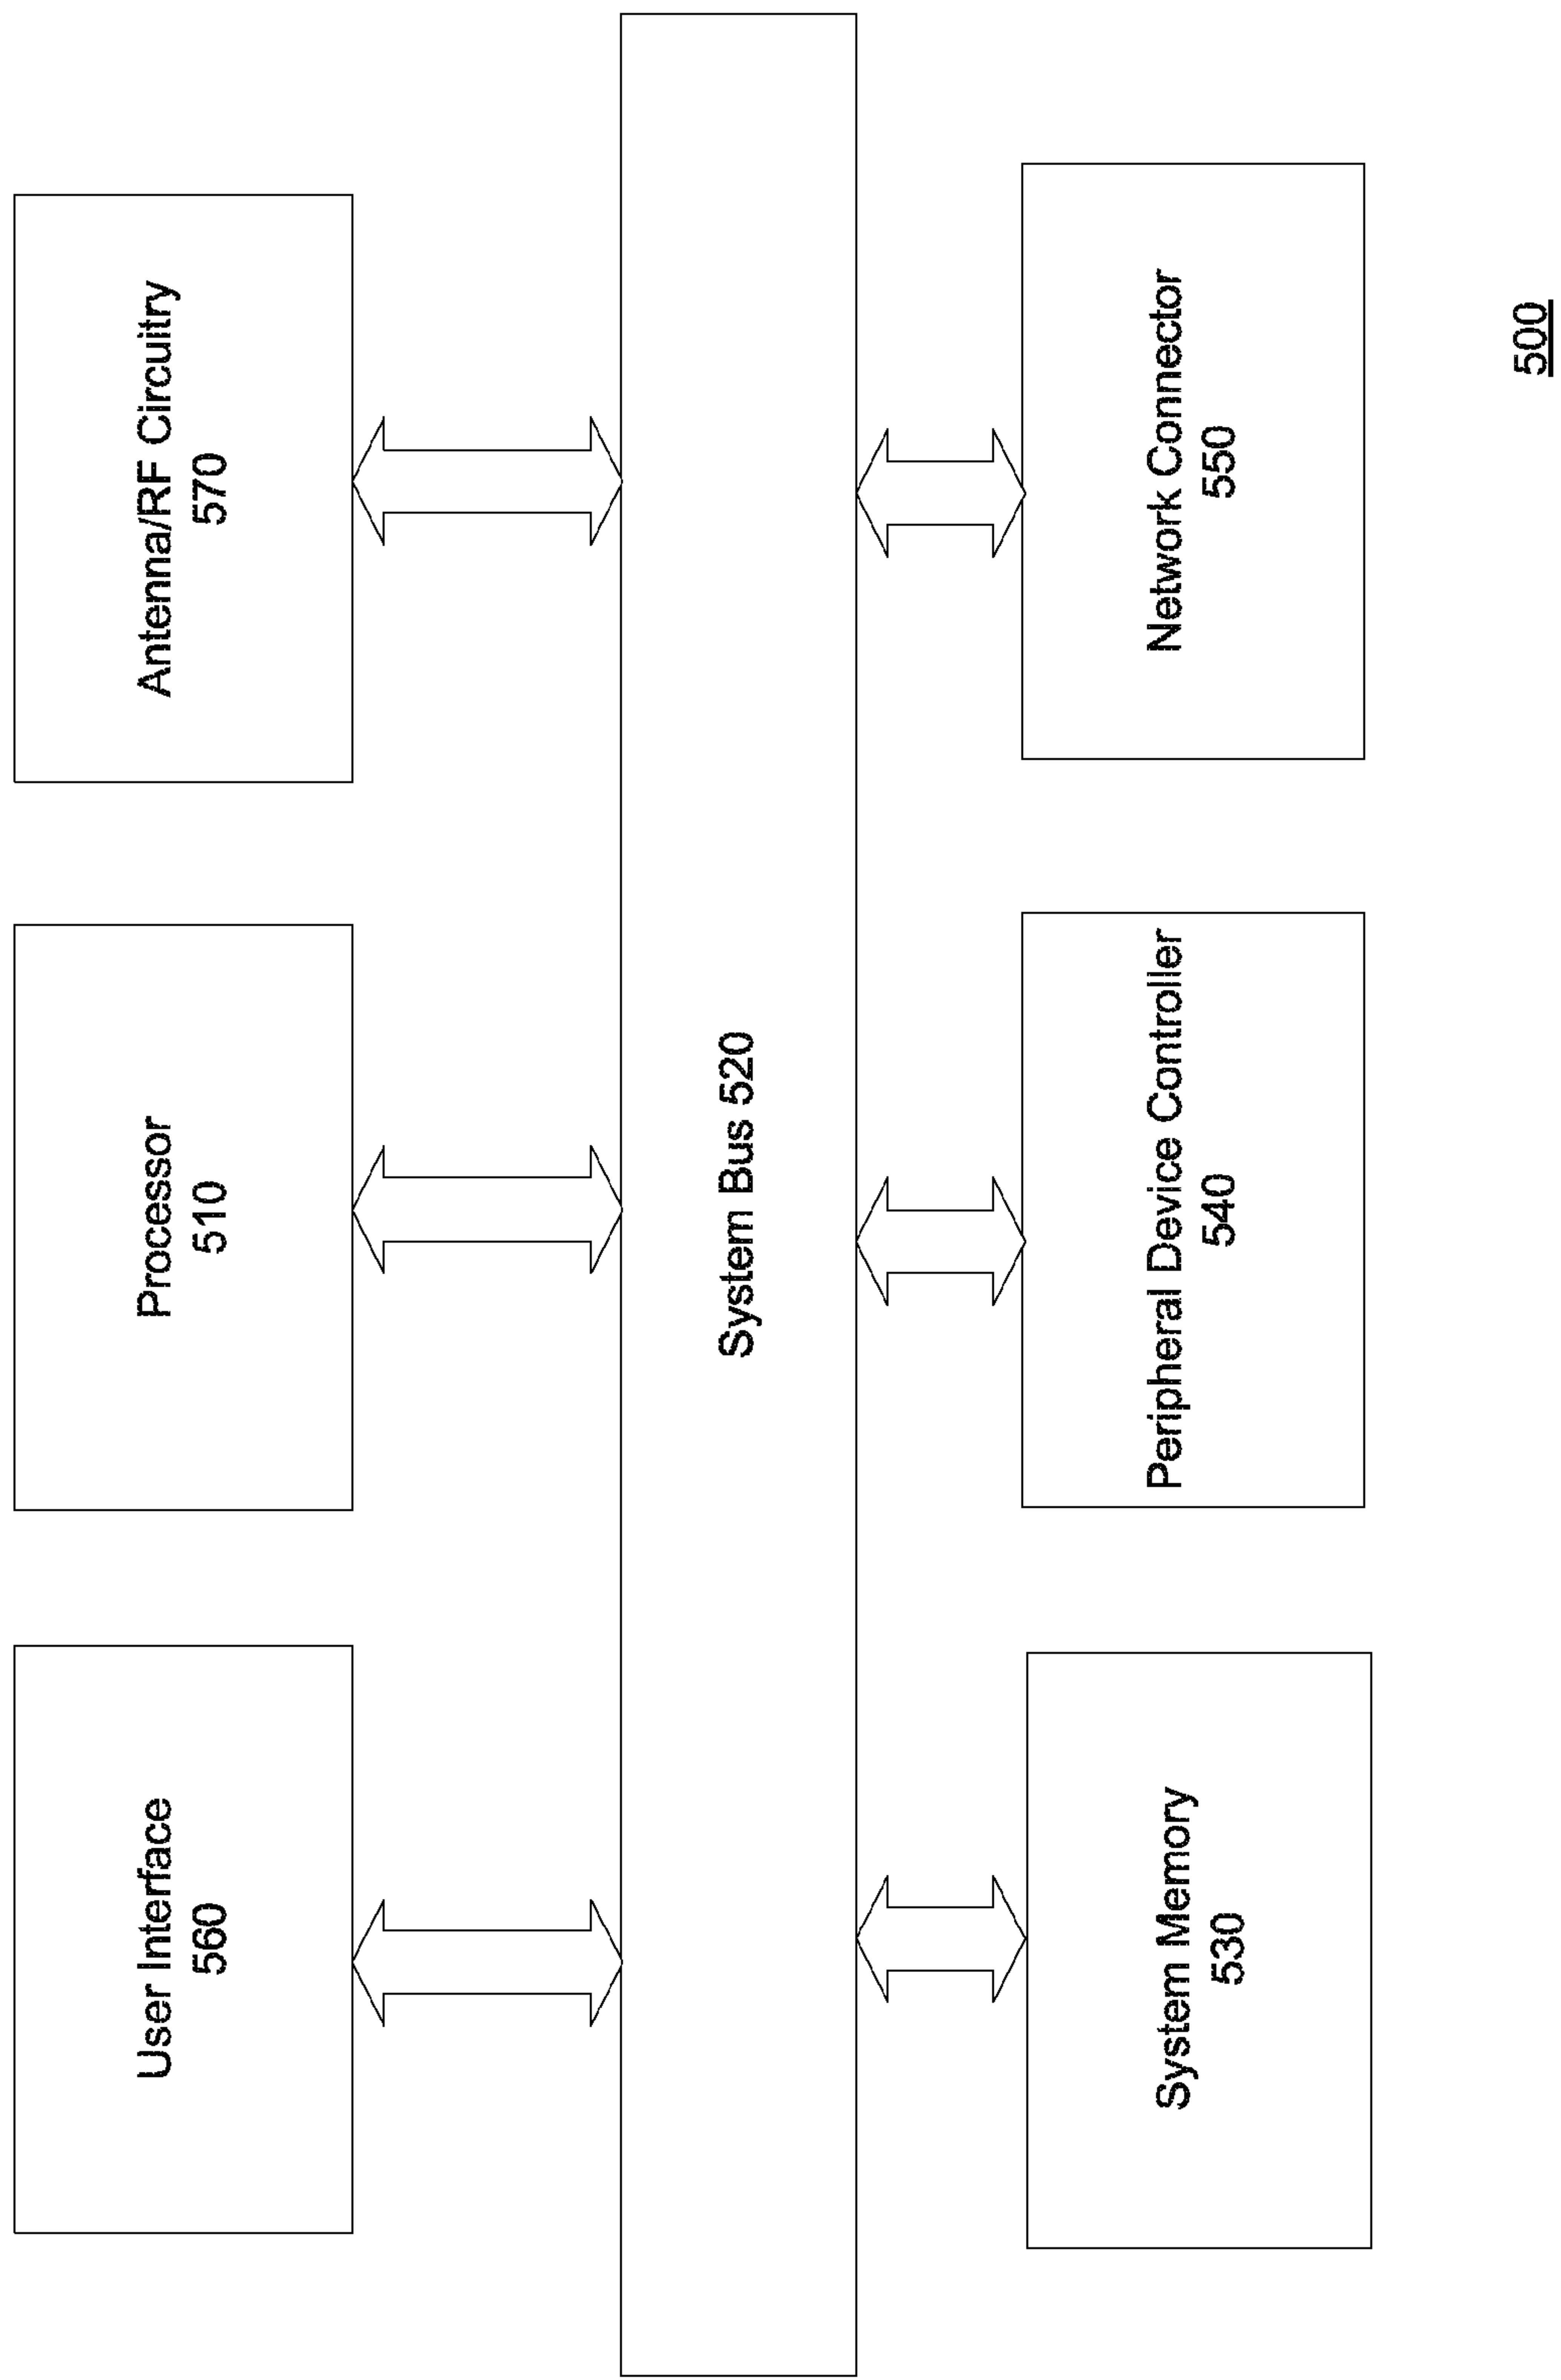 User Interface
560
Processor
510
Antenna/RF Circuitry
570
System Bus 520
System Memory
530
Peripheral Device Controller
540
Network Connector
550
500